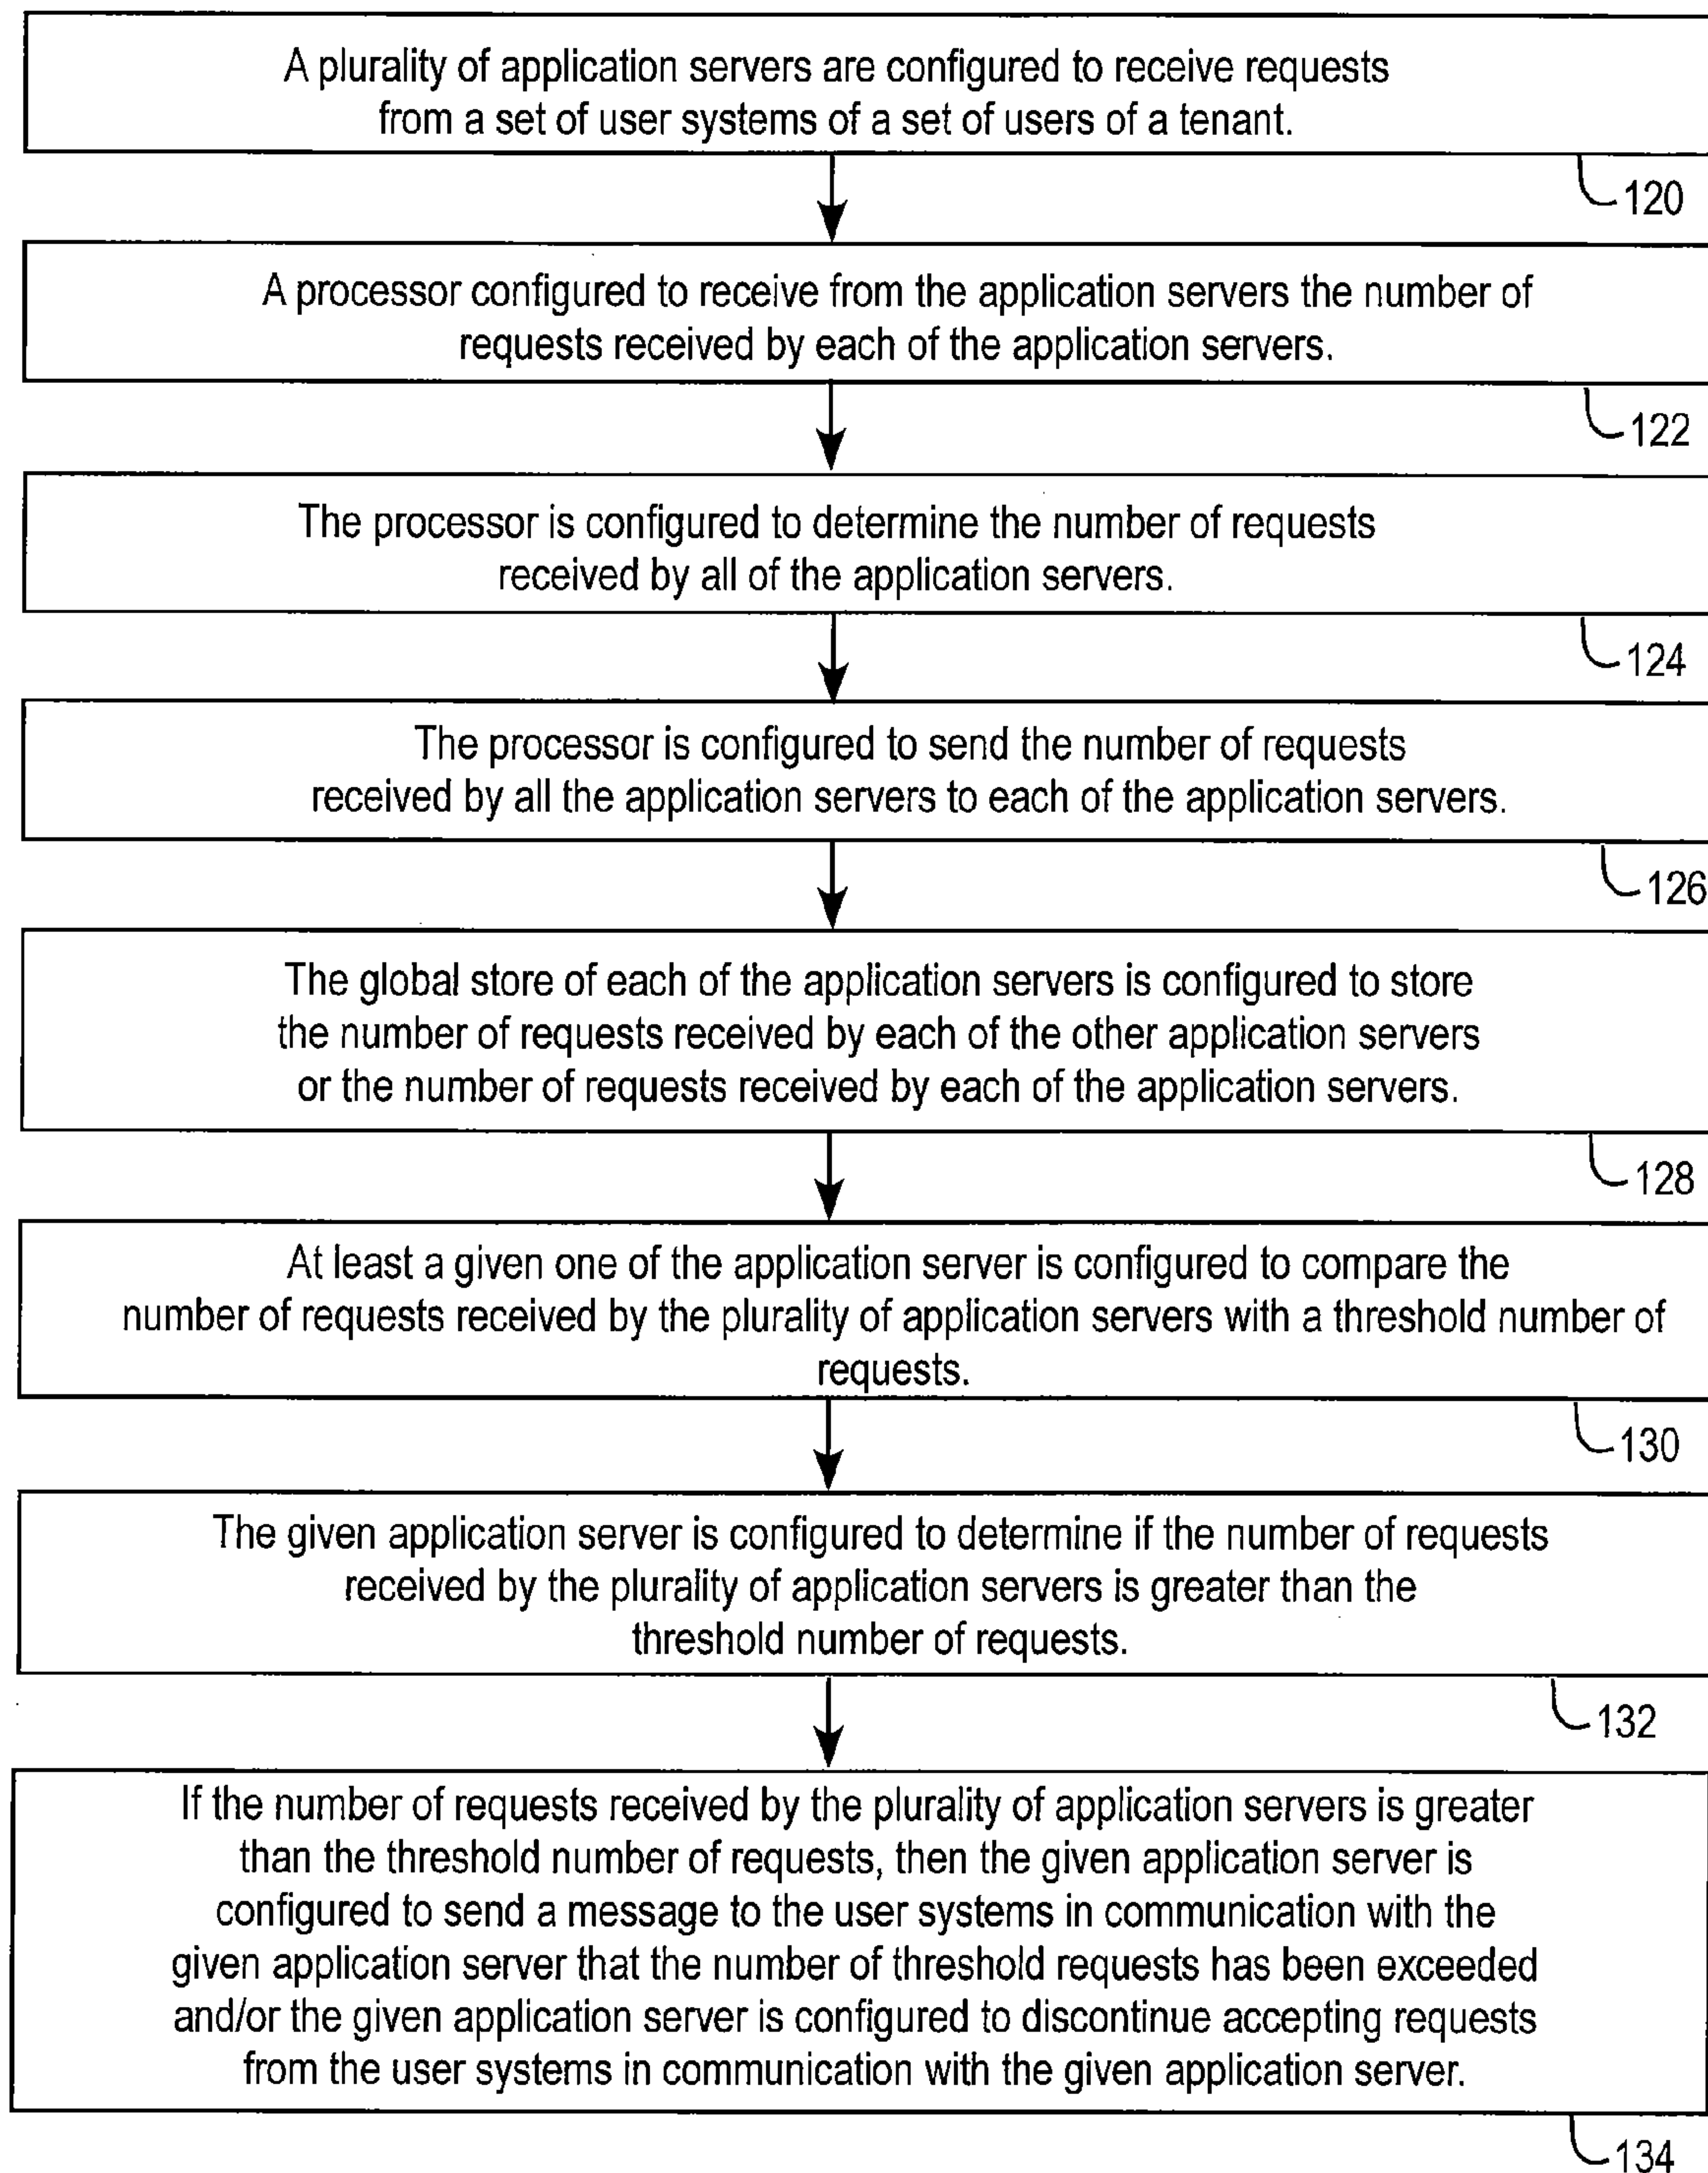 A plurality of application servers are configured to receive requests
from a set of user systems of a set of users of a tenant.
120
A processor configured to receive from the application servers the number of
requests received by each of the application servers.
122
The processor is configured to determine the number of requests
received by all of the application servers.
124
The processor is configured to send the number of requests
received by all the application servers to each of the application servers.
126
The global store of each of the application servers is configured to store
the number of requests received by each of the other application servers
or the number of requests received by each of the application servers.
128
At least a given one of the application server is configured to compare the
number of requests received by the plurality of application servers with a threshold number of
requests.
130
The given application server is configured to determine if the number of requests
received by the plurality of application servers is greater than the
threshold number of requests.
132
If the number of requests received by the plurality of application servers is greater
than the threshold number of requests, then the given application server is
configured to send a message to the user systems in communication with the
given application server that the number of threshold requests has been exceeded
and/or the given application server is configured to discontinue accepting requests
from the user systems in communication with the given application server.
134